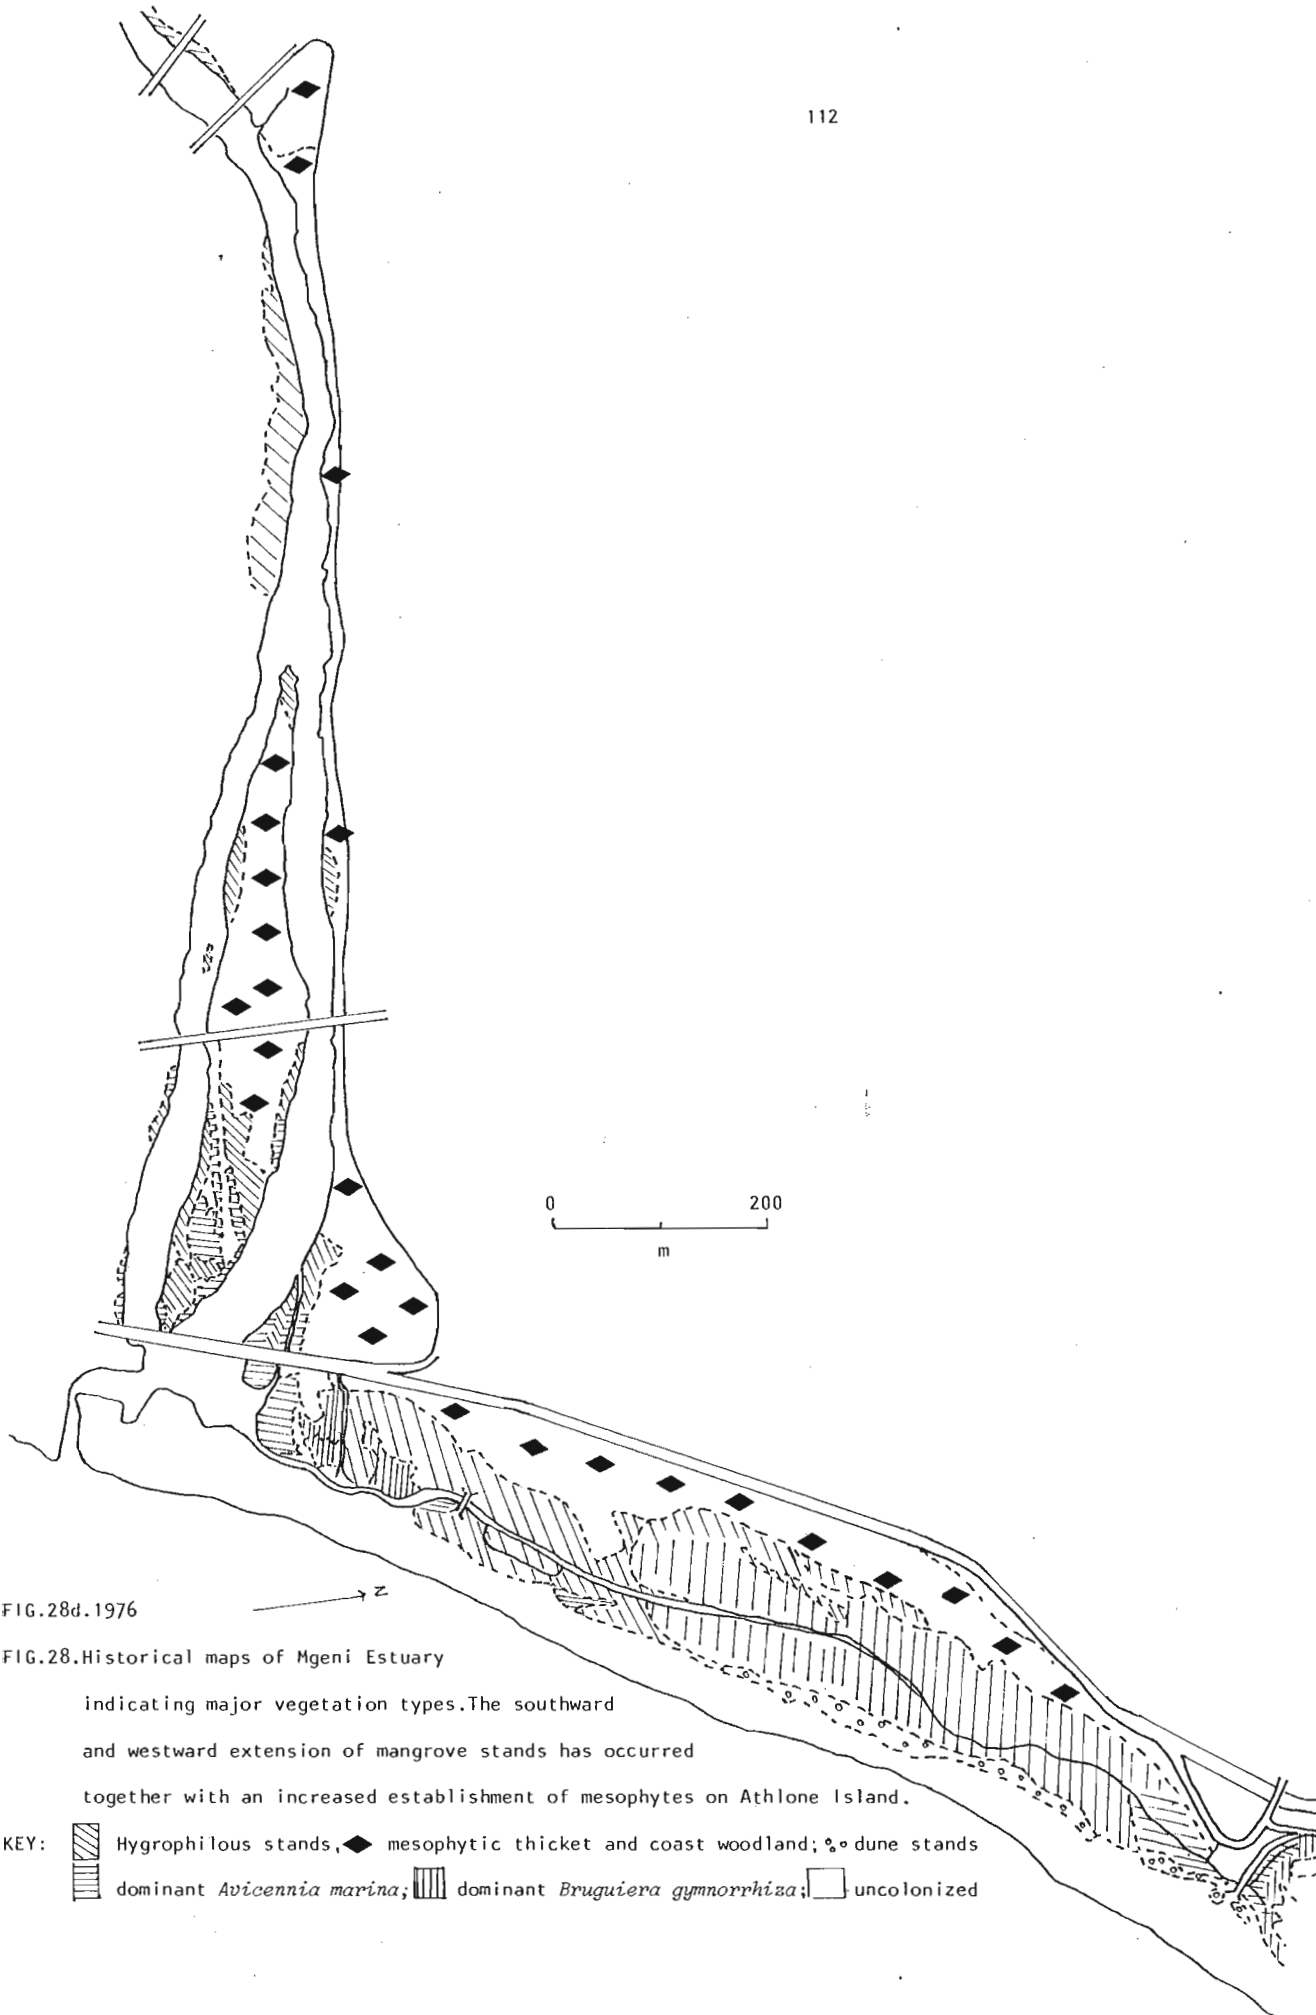 112
0 200
m
z
FIG.28d.1976
FIG.28.Historical maps of Mgeni Estuary
indicating major vegetation types.The southward
and westward extension of mangrove stands has occurred
together with an increased establishment of mesophytes on Athlone Island.
KEY: Hygrophilous stands, mesophytic thicket and coast woodland; dune stands
dominant Avicennia marina; dominant Bruguiera gymnorrhiza; uncolonized